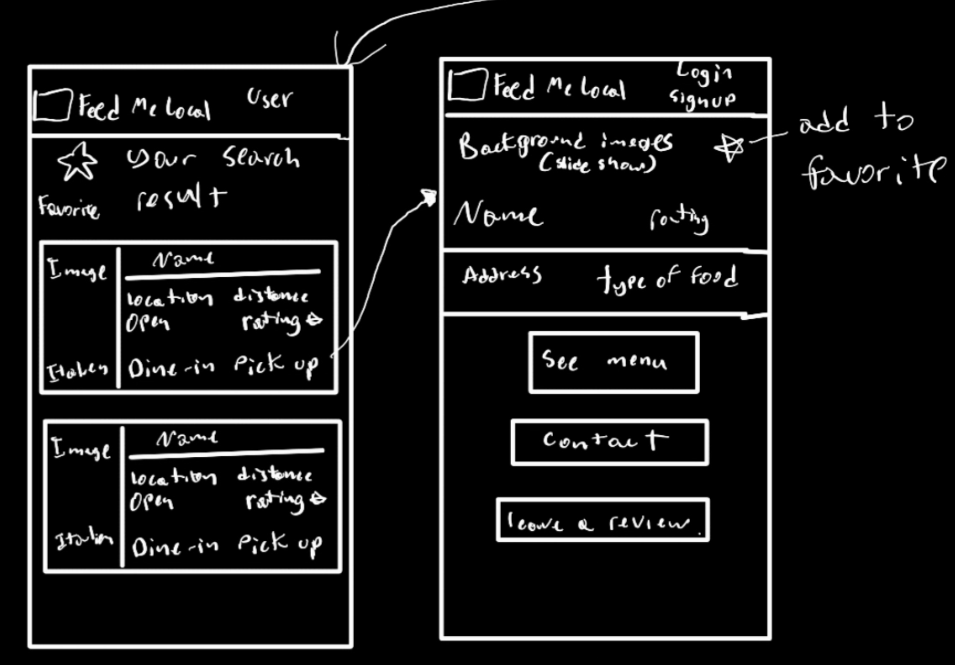 Feed Me Local User
Your Search
result
Favorite
Image
Name
Location distance
Open rating
Italian
Dine-in Pick up
Image
Name
Location distance
Open rating
Italian
Dine-in Pick up
Feed Me Local
Login
Signup
Background images
(slide show)
Name rating
Address type of food
See menu
Contact
leave a review.
add to
favorite